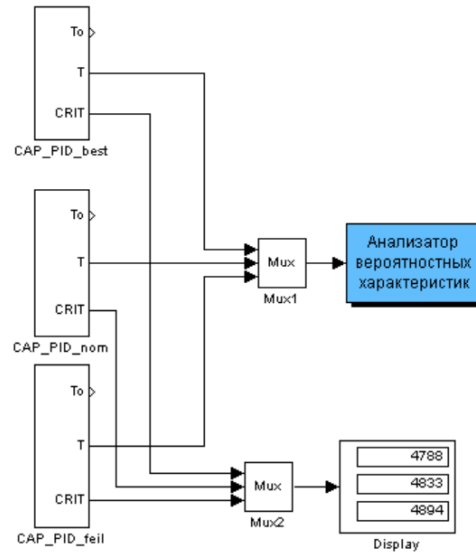 To
T
CRIT
CAP_PID_best
To
T
CRIT
CAP_PID_nom
To
T
CRIT
CAP_PID_feil
Mux
Mux1
Анализатор
вероятностных
характеристик
Mux
Mux2
4788
4833
4894
Display